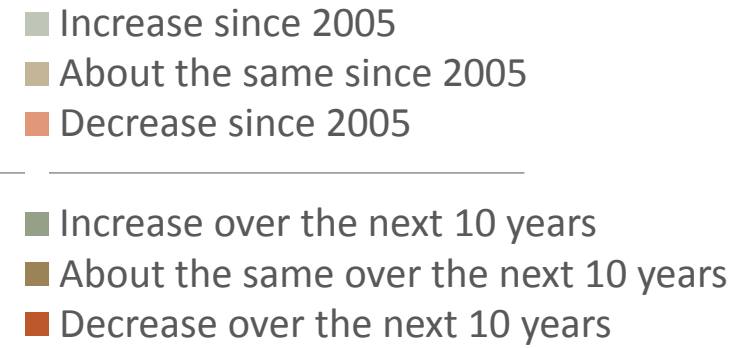 Increase since 2005
About the same since 2005
Decrease since 2005
Increase over the next 10 years
About the same over the next 10 years
Decrease over the next 10 years